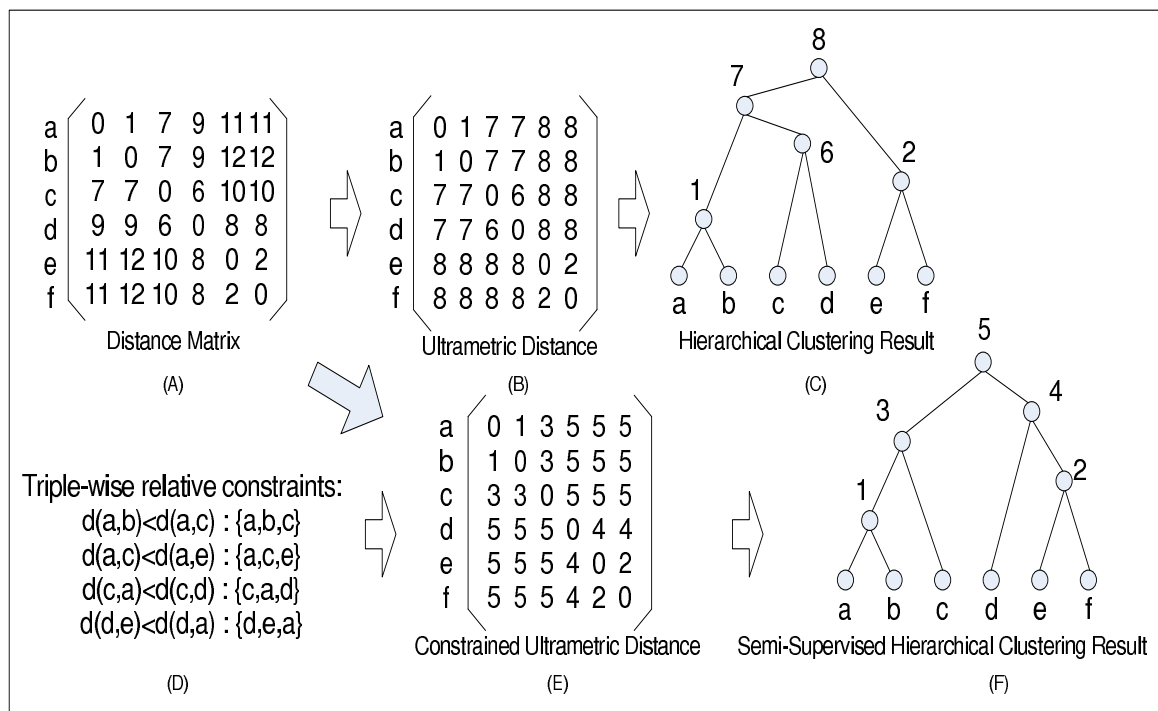 a 0 1 7 9 11 11
b 1 0 7 9 12 12
c 7 7 0 6 10 10
d 9 9 6 0 8 8
e 11 12 10 8 0 2
f 11 12 10 8 2 0
Distance Matrix
(A)
a 0 1 7 7 8 8
b 1 0 7 7 8 8
c 7 7 0 6 8 8
d 7 7 6 0 8 8
e 8 8 8 8 0 2
f 8 8 8 8 2 0
Ultrametric Distance
(B)
8
7
6
2
1
a b c d e f
Hierarchical Clustering Result
(C)
Triple-wise relative constraints:
d(a,b)<d(a,c) : {a,b,c}
d(a,c)<d(a,e) : {a,c,e}
d(c,a)<d(c,d) : {c,a,d}
d(d,e)<d(d,a) : {d,e,a}
(D)
a 0 1 3 5 5 5
b 1 0 3 5 5 5
c 3 3 0 5 5 5
d 5 5 5 0 4 4
e 5 5 5 4 0 2
f 5 5 5 4 2 0
Constrained Ultrametric Distance
(E)
5
4
3
2
1
a b c d e f
Semi-Supervised Hierarchical Clustering Result
(F)